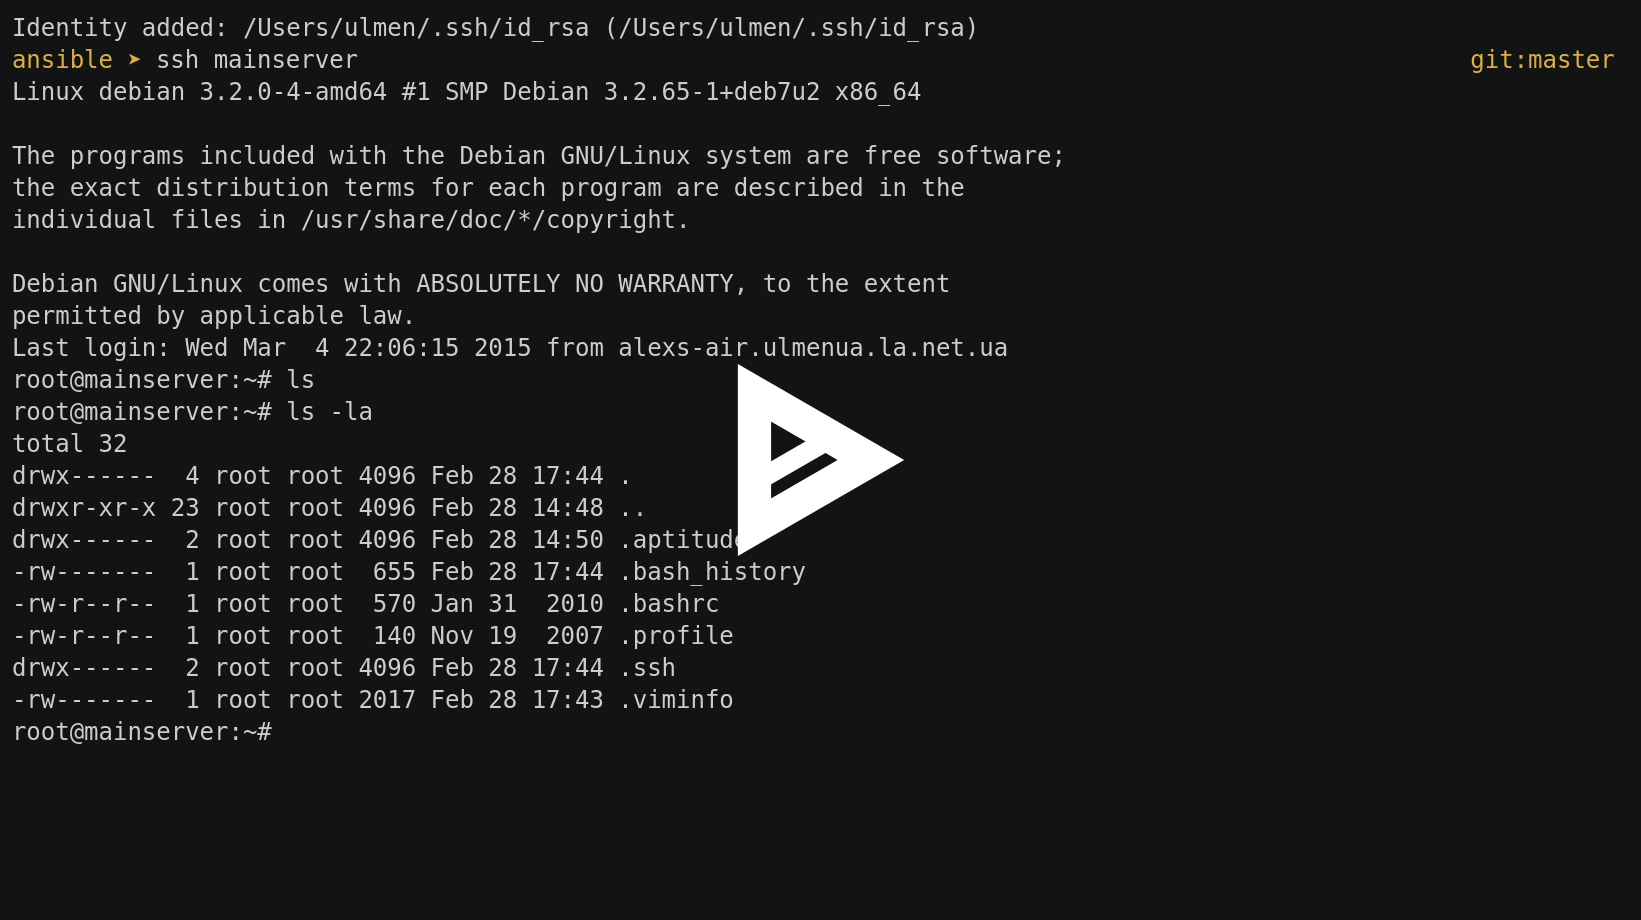 Identity added: /Users/ulmen/.ssh/id_rsa (/Users/ulmen/.ssh/id_rsa)
ansible ➤ ssh mainserver git:master
Linux debian 3.2.0-4-amd64 #1 SMP Debian 3.2.65-1+deb7u2 x86_64
The programs included with the Debian GNU/Linux system are free software;
the exact distribution terms for each program are described in the
individual files in /usr/share/doc/*/copyright.
Debian GNU/Linux comes with ABSOLUTELY NO WARRANTY, to the extent
permitted by applicable law.
Last login: Wed Mar  4 22:06:15 2015 from alexs-air.ulmenua.la.net.ua
root@mainserver:~# ls
root@mainserver:~# ls -la
total 32
drwx------  4 root root 4096 Feb 28 17:44 .
drwxr-xr-x 23 root root 4096 Feb 28 14:48 ..
drwx------  2 root root 4096 Feb 28 14:50 .aptitude
-rw-------  1 root root  655 Feb 28 17:44 .bash_history
-rw-r--r--  1 root root  570 Jan 31  2010 .bashrc
-rw-r--r--  1 root root  140 Nov 19  2007 .profile
drwx------  2 root root 4096 Feb 28 17:44 .ssh
-rw-------  1 root root 2017 Feb 28 17:43 .viminfo
root@mainserver:~#